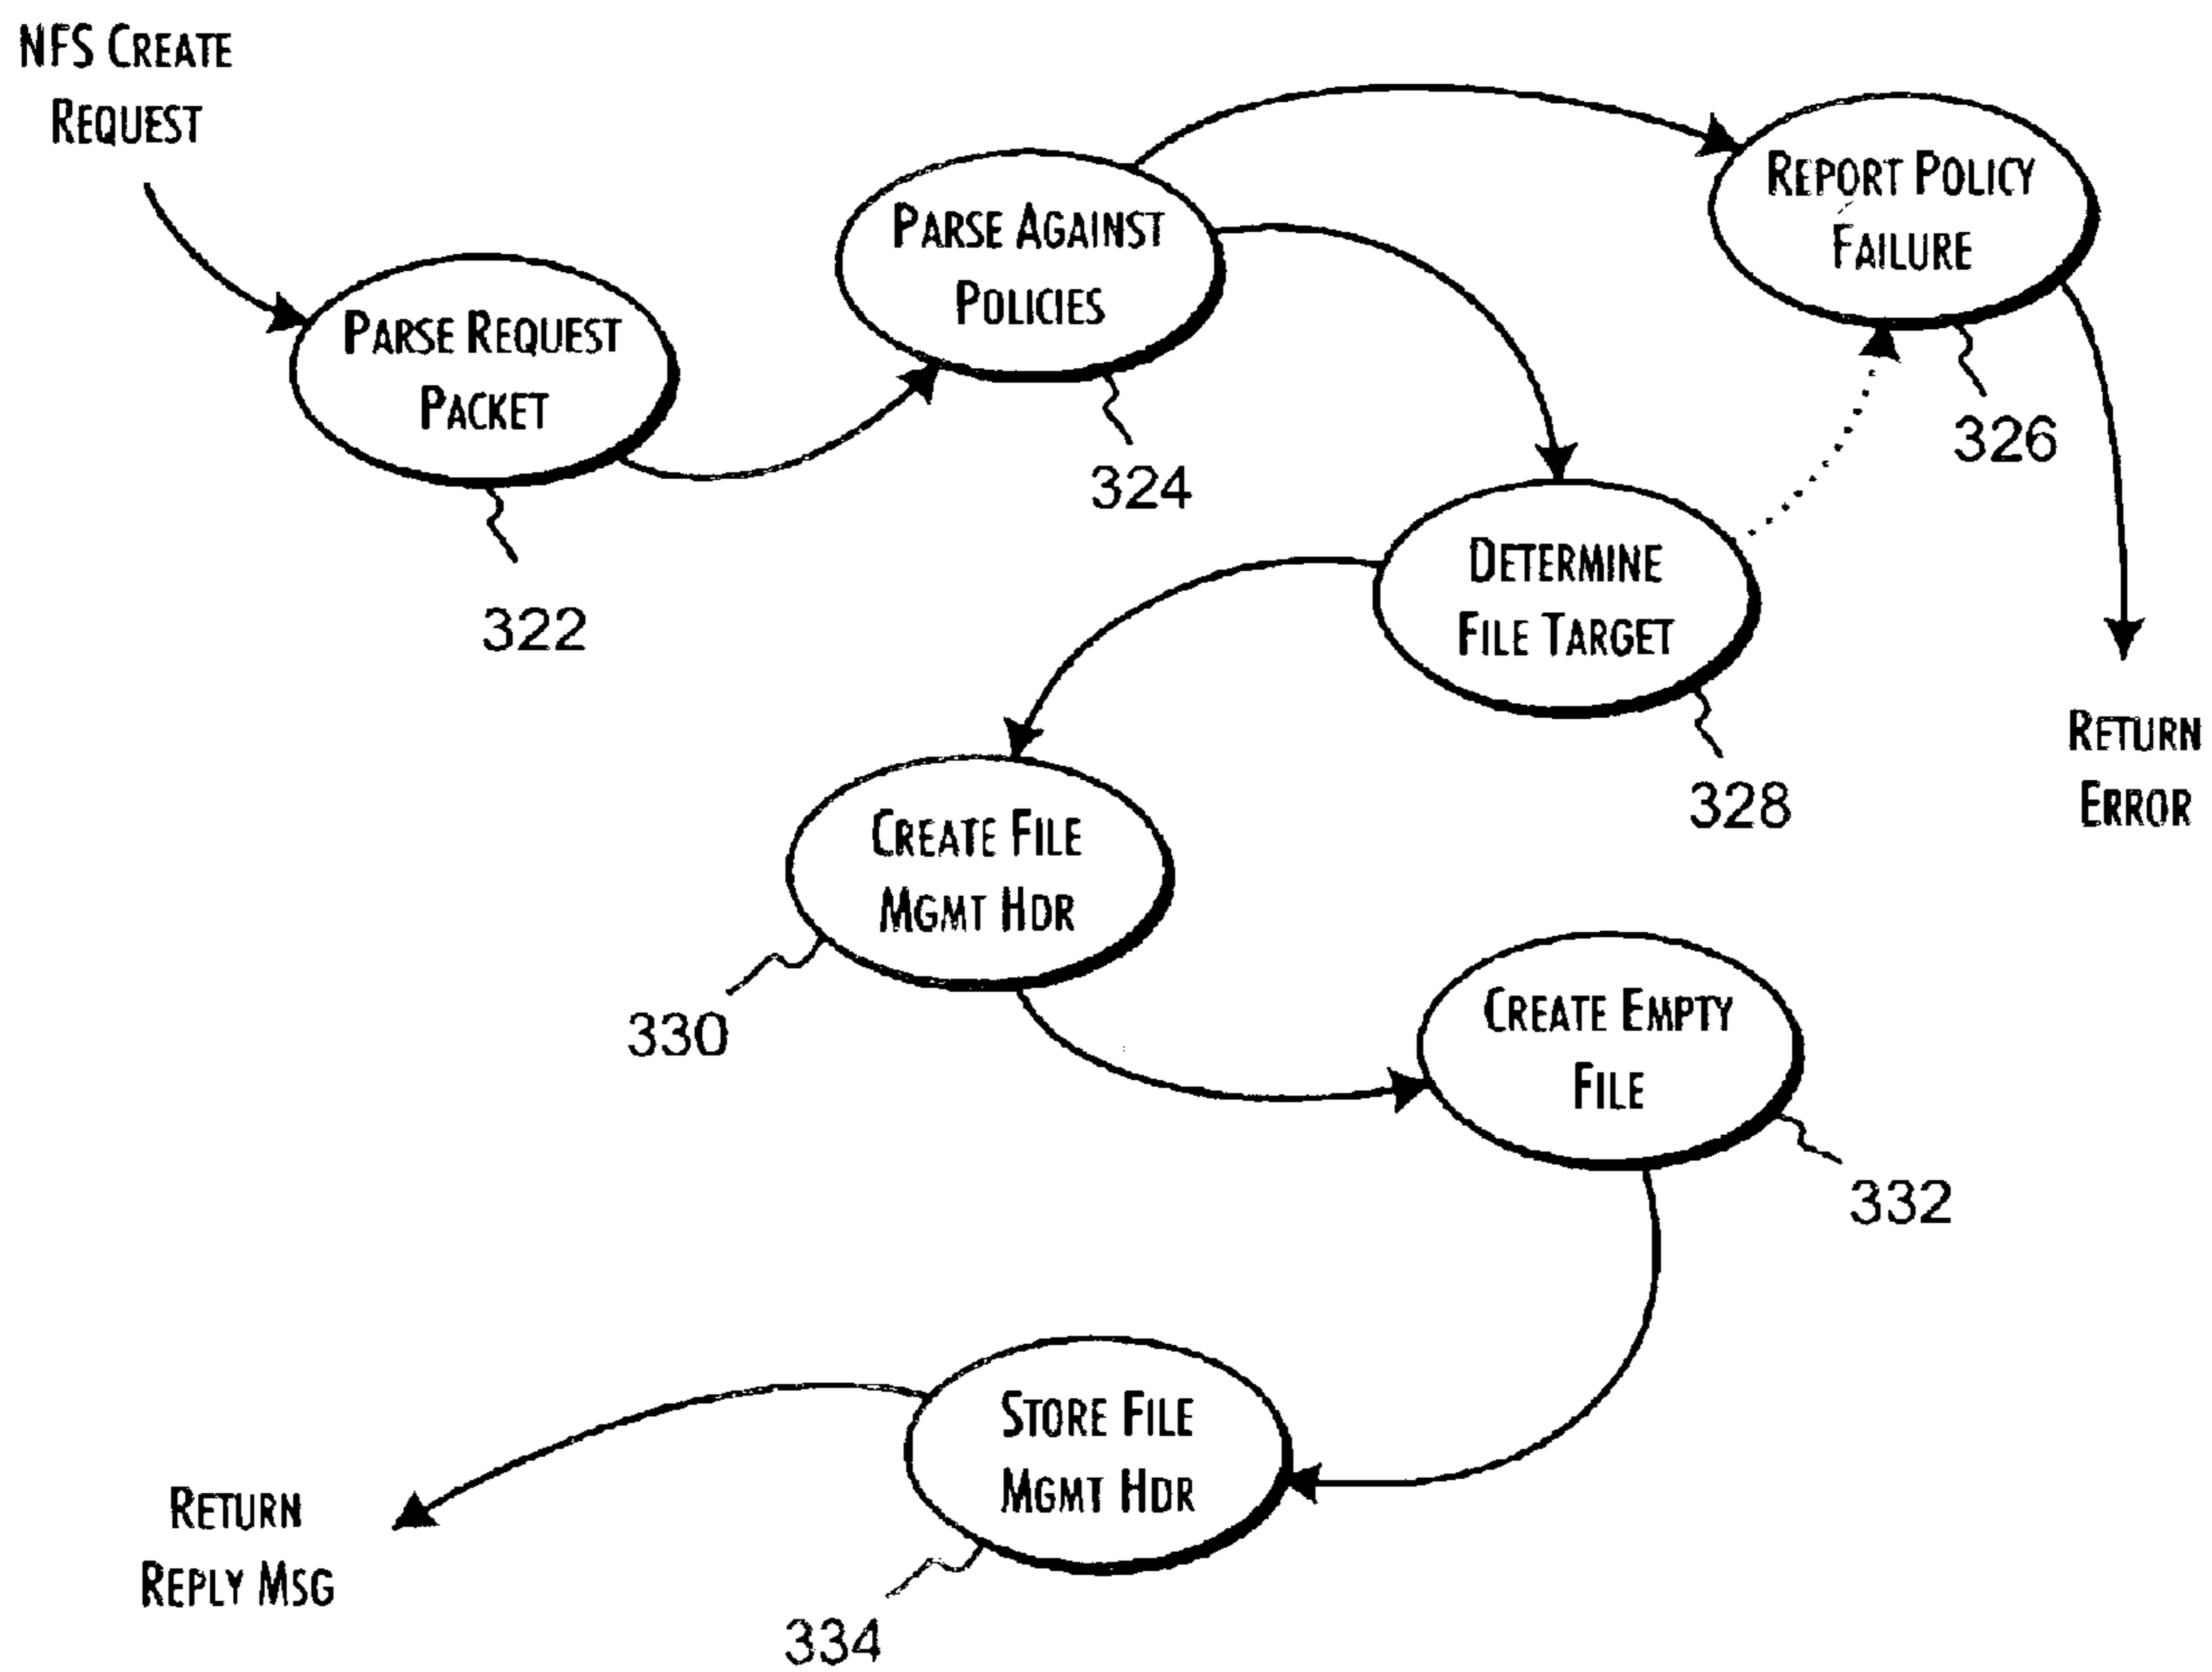 NFS CREATE
REQUEST
PARSE REQUEST
PACKET
322
PARSE AGAINST
POLICIES
324
REPORT POLICY
FAILURE
326
DETERMINE
FILE TARGET
328
RETURN
ERROR
CREATE FILE
MGMT HDR
330
CREATE EMPTY
FILE
332
STORE FILE
MGMT HDR
334
RETURN
REPLY MSG